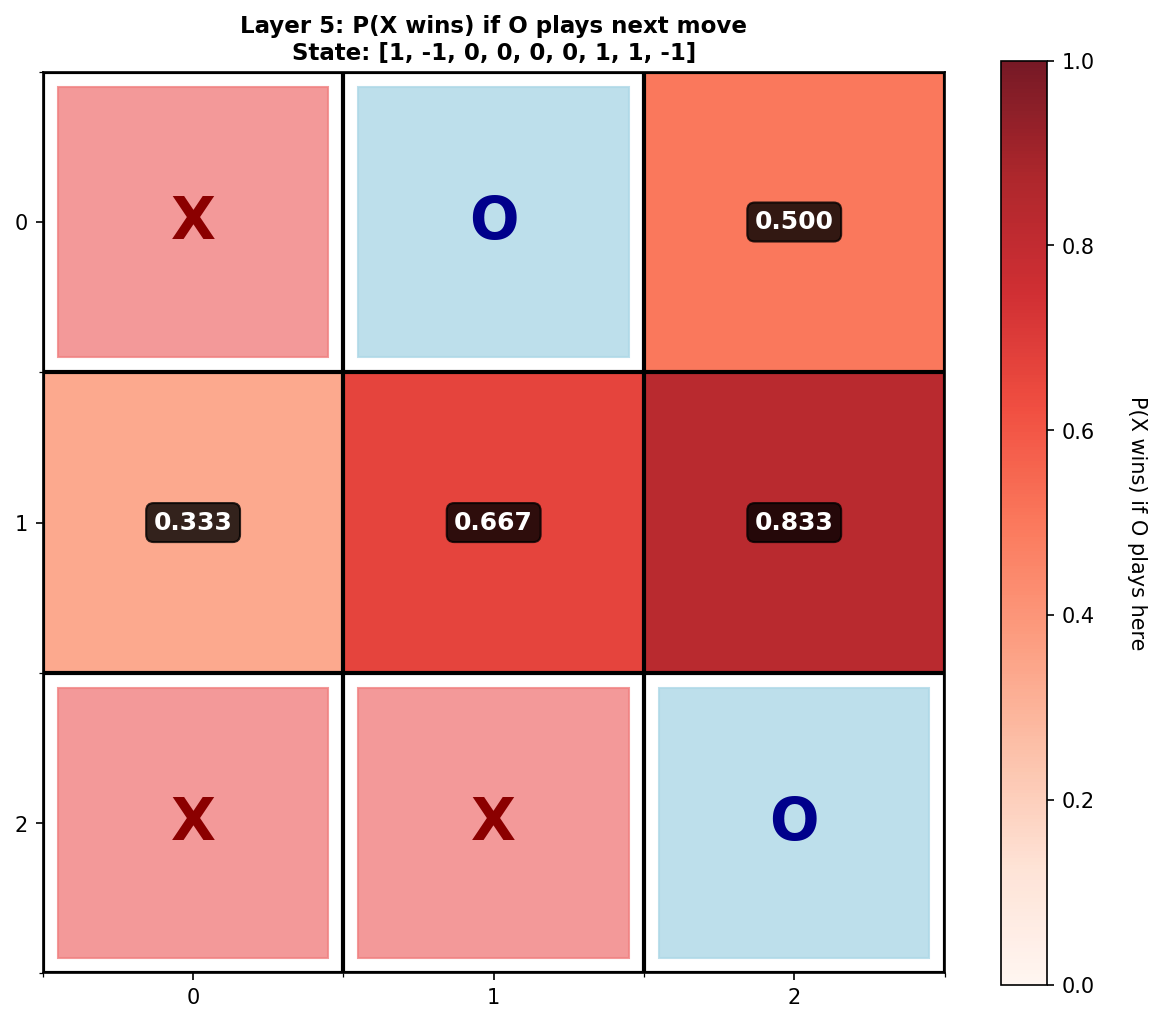 Layer 5: P(X wins) if O plays next move
State: [1, -1, 0, 0, 0, 0, 1, 1, -1]
X
O
0.500
0.333
0.667
0.833
X
X
O
0
1
2
0
1
2
1.0
0.8
0.6
0.4
0.2
0.0
P(X wins) if O plays here